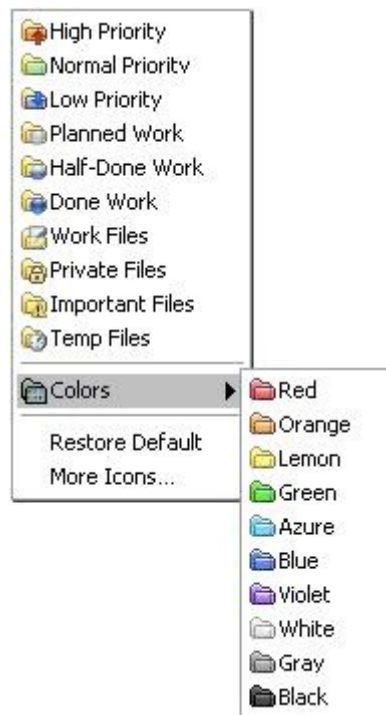 High Priority
Normal Priority
Low Priority
Planned Work
Half-Done Work
Done Work
Work Files
Private Files
Important Files
Temp Files
Colors
Restore Default
More Icons...
Red
Orange
Lemon
Green
Azure
Blue
Violet
White
Gray
Black